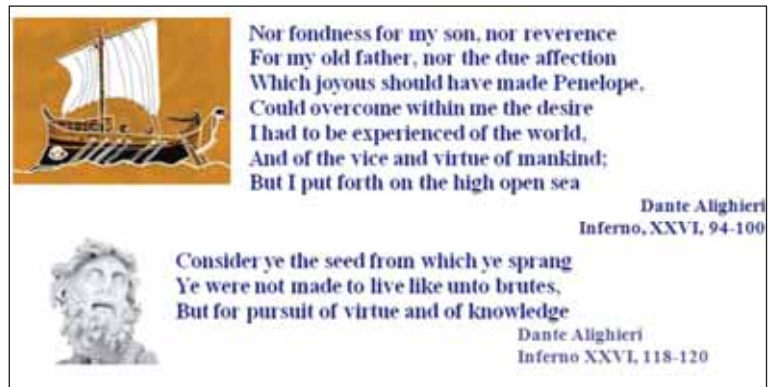 Nor fondness for my son, nor reverence
For my old father, nor the due affection
Which joyous should have made Penelope,
Could overcome within me the desire
I had to be experienced of the world,
And of the vice and virtue of mankind;
But I put forth on the high open sea
Dante Alighieri
Inferno, XXVI, 94-100
Consider ye the seed from which ye sprang
Ye were not made to live like unto brutes,
But for pursuit of virtue and of knowledge
Dante Alighieri
Inferno XXVI, 118-120